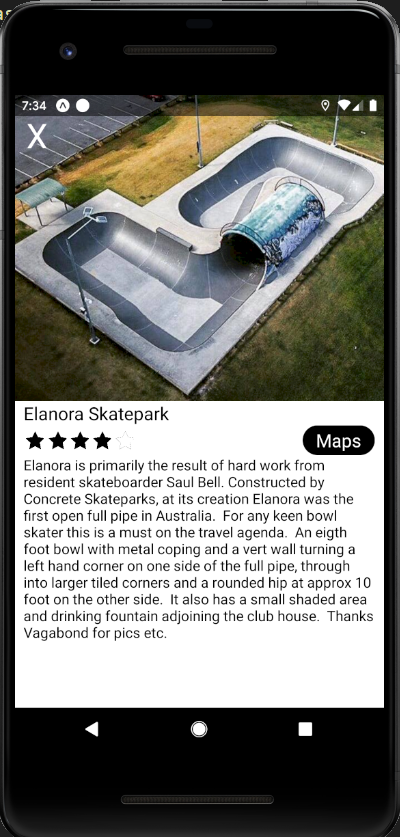 7:34
X
Elanora Skatepark
Maps
Elanora is primarily the result of hard work from
resident skateboarder Saul Bell. Constructed by
Concrete Skateparks, at its creation Elanora was the
first open full pipe in Australia.  For any keen bowl
skater this is a must on the travel agenda.  An eigth
foot bowl with metal coping and a vert wall turning a
left hand corner on one side of the full pipe, through
into larger tiled corners and a rounded hip at approx 10
foot on the other side.  It also has a small shaded area
and drinking fountain adjoining the club house.  Thanks
Vagabond for pics etc.